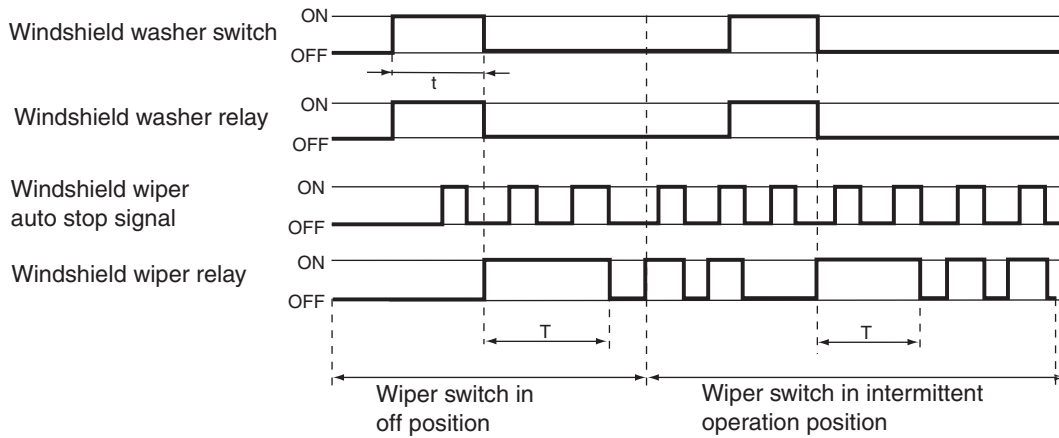 Windshield washer switch
ON
OFF
t
Windshield washer relay
ON
OFF
Windshield wiper
auto stop signal
ON
OFF
Windshield wiper relay
ON
OFF
T
T
Wiper switch in
off position
Wiper switch in intermittent
operation position